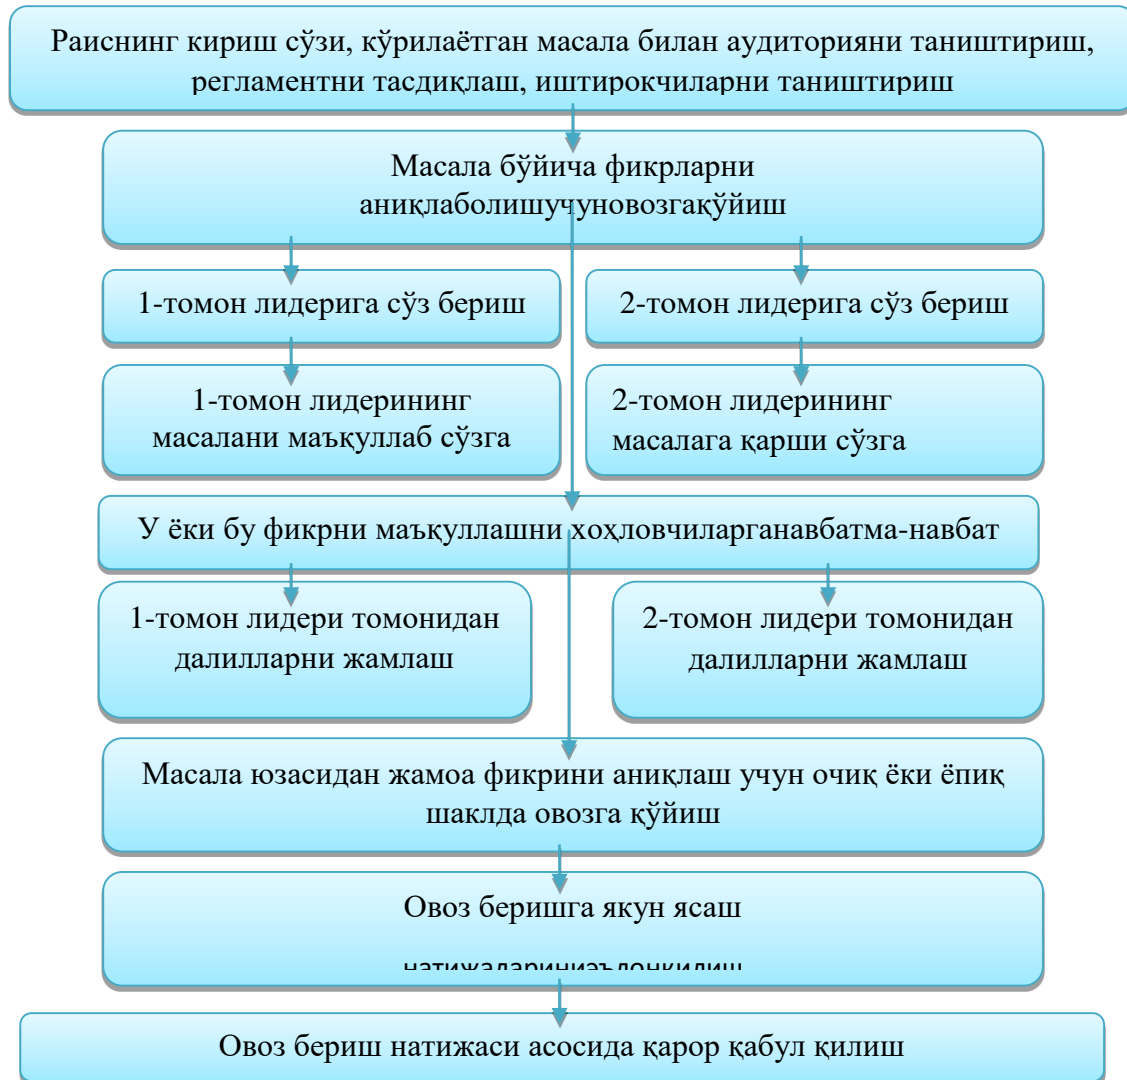 Раиснинг кириш сўзи, кўрилаётган масала билан аудиторияни таништириш,
регламентни тасдиқлаш, иштирокчиларни таништириш
Масала бўйича фикрларни
аниқлаболишучуновозгақўйиш
1-томон лидерига сўз бериш
2-томон лидерига сўз бериш
1-томон лидерининг
масалани маъқуллаб сўзга
2-томон лидерининг
масалага қарши сўзга
У ёки бу фикрни маъқуллашни хоҳловчиларганавбатма-навбат
1-томон лидери томонидан
далилларни жамлаш
2-томон лидери томонидан
далилларни жамлаш
Масала юзасидан жамоа фикрини аниқлаш учун очиқ ёки ёпиқ
шаклда овозга қўйиш
Овоз беришга якун ясаш
натижалариниэълонқилиш
Овоз бериш натижаси асосида қарор қабул қилиш